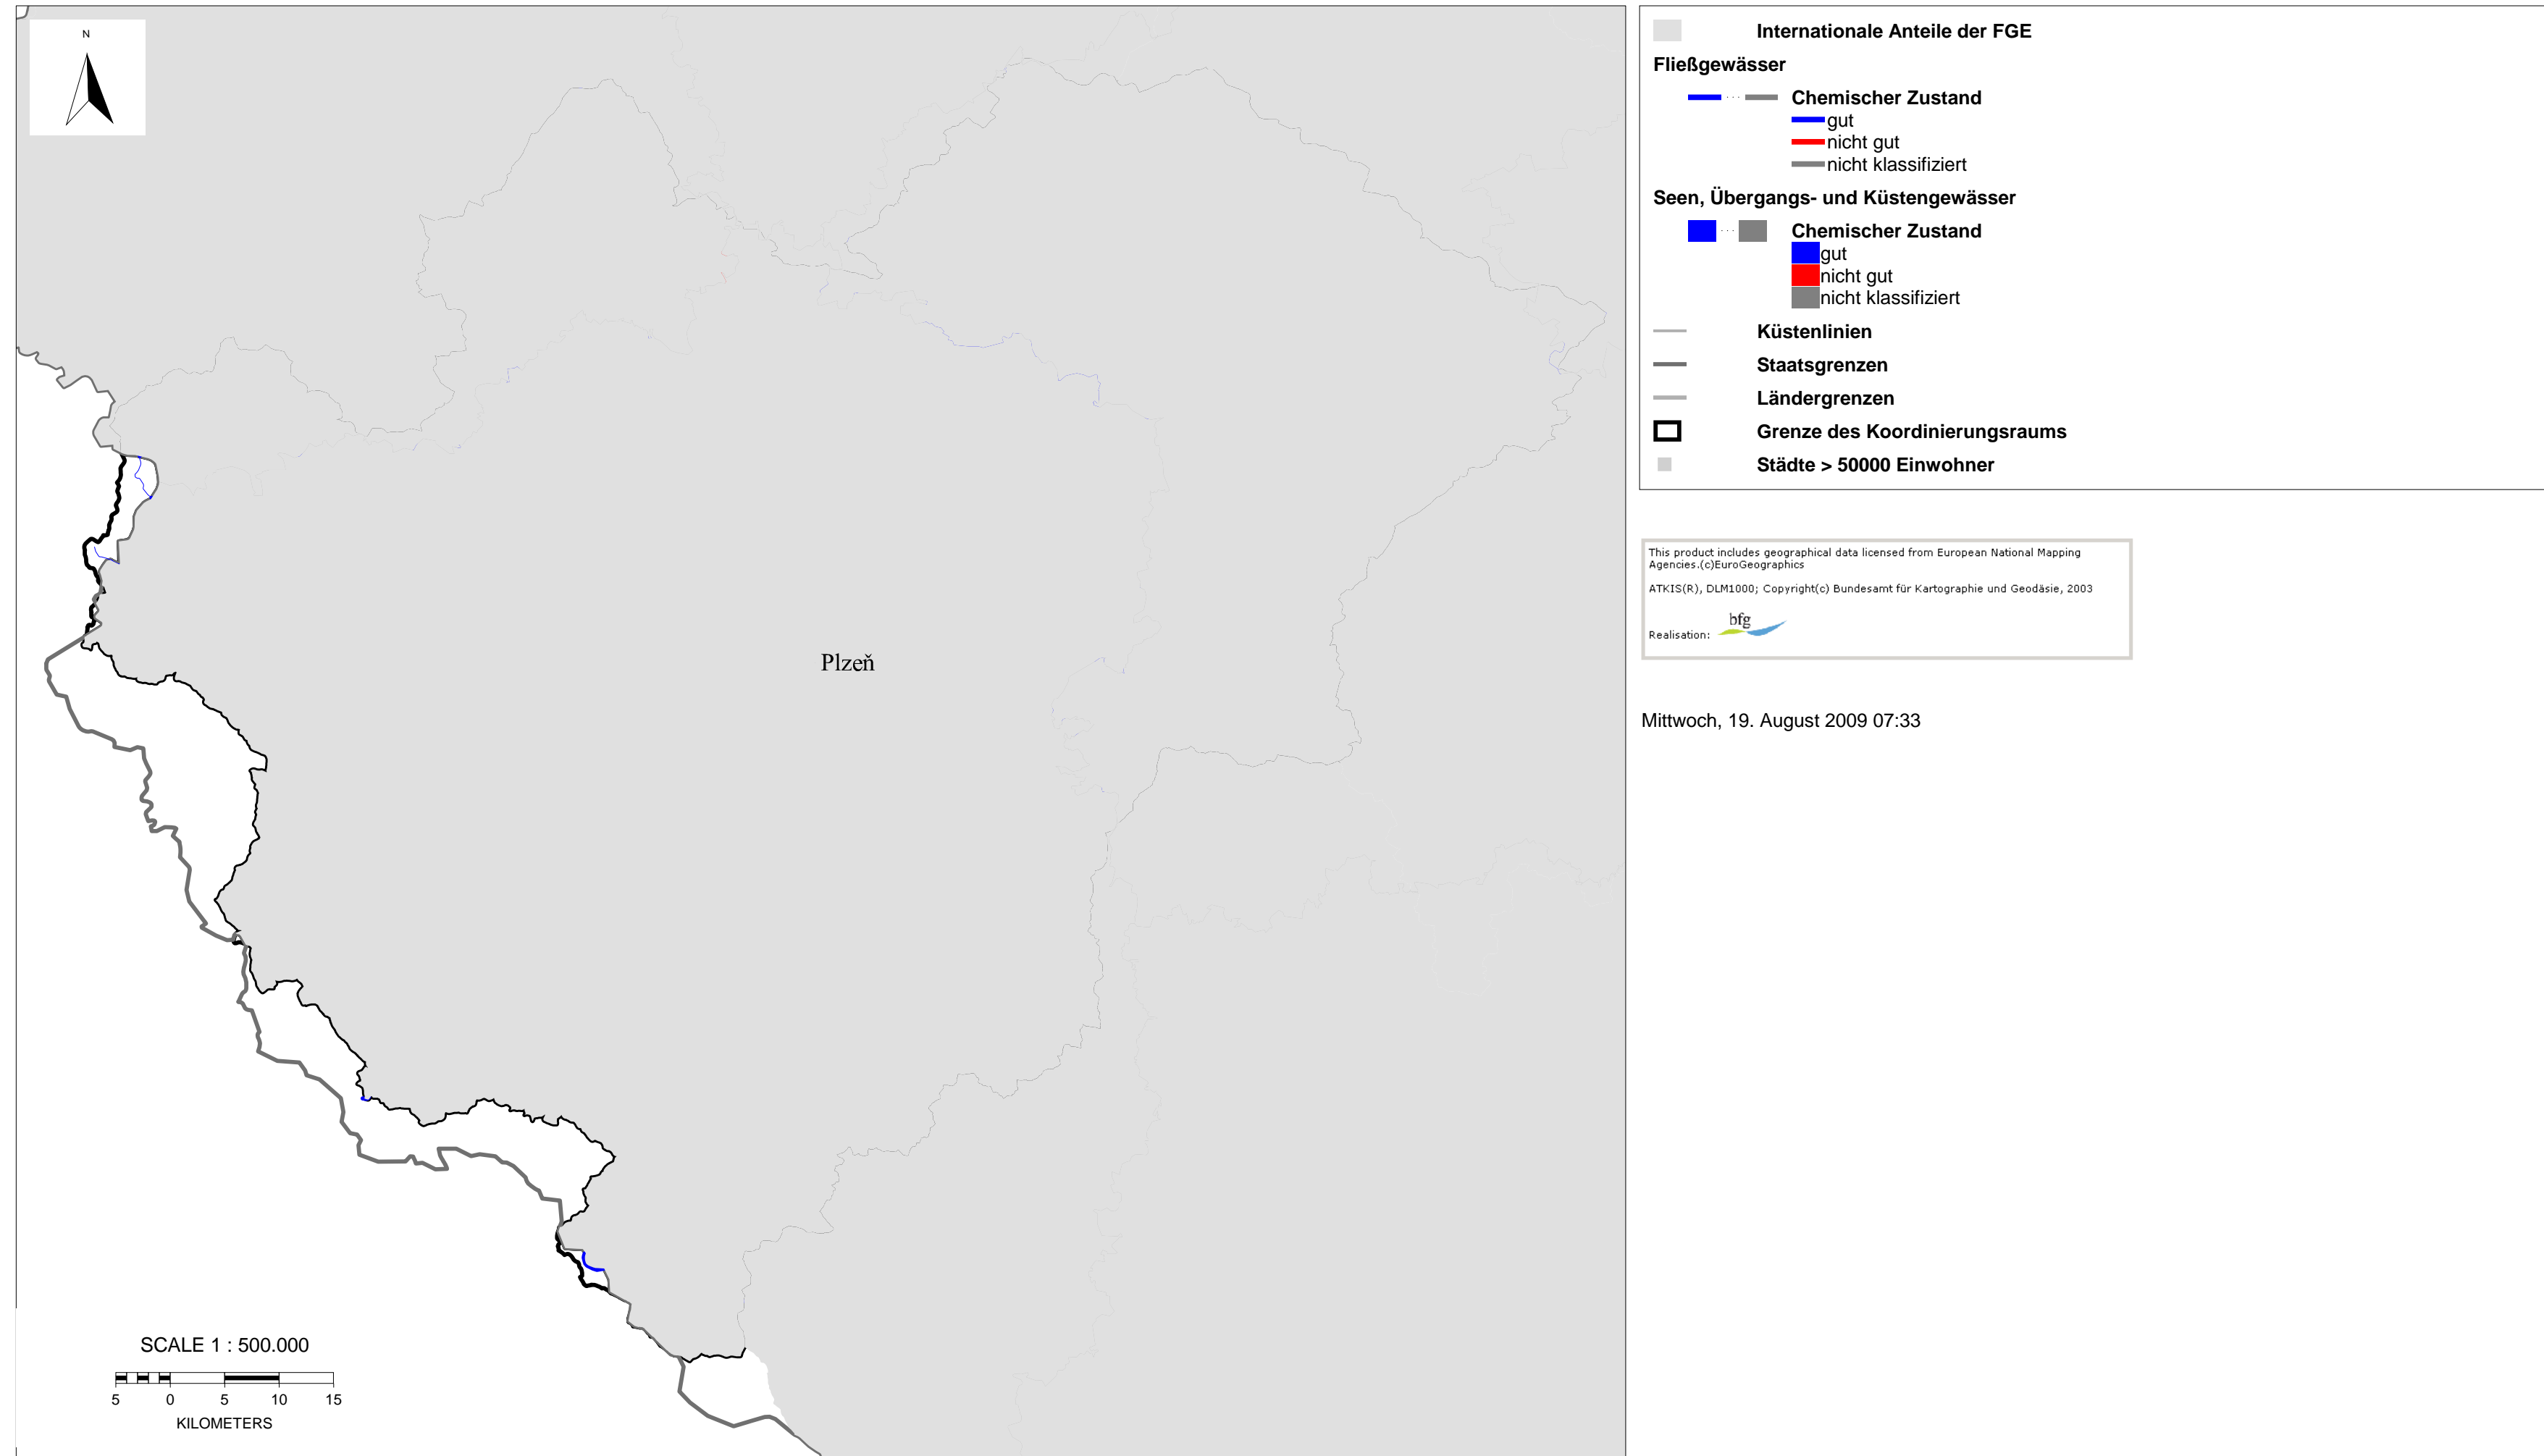 N
Plzeň
SCALE 1 : 500.000
5 0 5 10 15
KILOMETERS
Internationale Anteile der FGE
Fließgewässer
Chemischer Zustand
gut
nicht gut
nicht klassifiziert
Seen, Übergangs- und Küstengewässer
Chemischer Zustand
gut
nicht gut
nicht klassifiziert
Küstenlinien
Staatsgrenzen
Ländergrenzen
Grenze des Koordinierungsraums
Städte > 50000 Einwohner
This product includes geographical data licensed from European National Mapping
Agencies.(c)EuroGeographics
ATKIS(R), DLM1000; Copyright(c) Bundesamt für Kartographie und Geodäsie, 2003
bfg
Realisation:
Mittwoch, 19. August 2009 07:33